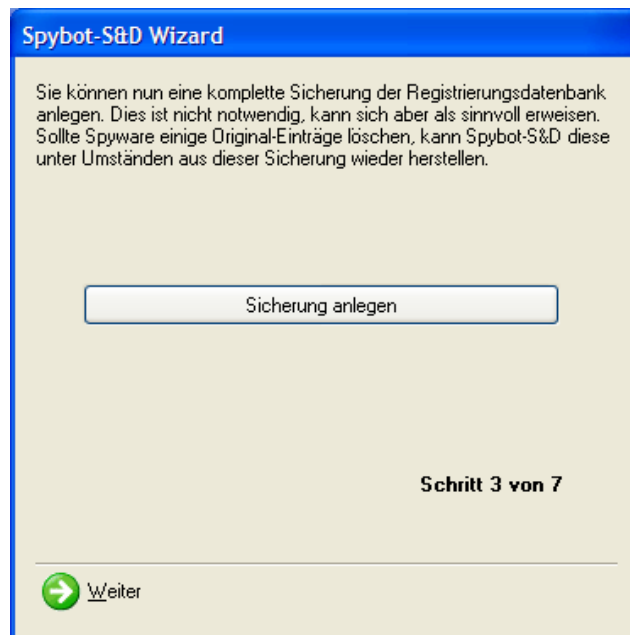 Spybot-S&D Wizard
Sie können nun eine komplette Sicherung der Registrierungsdatenbank
anlegen. Dies ist nicht notwendig, kann sich aber als sinnvoll erweisen.
Sollte Spyware einige Original-Einträge löschen, kann Spybot-S&D diese
unter Umständen aus dieser Sicherung wieder herstellen.
Sicherung anlegen
Schritt 3 von 7
Weiter